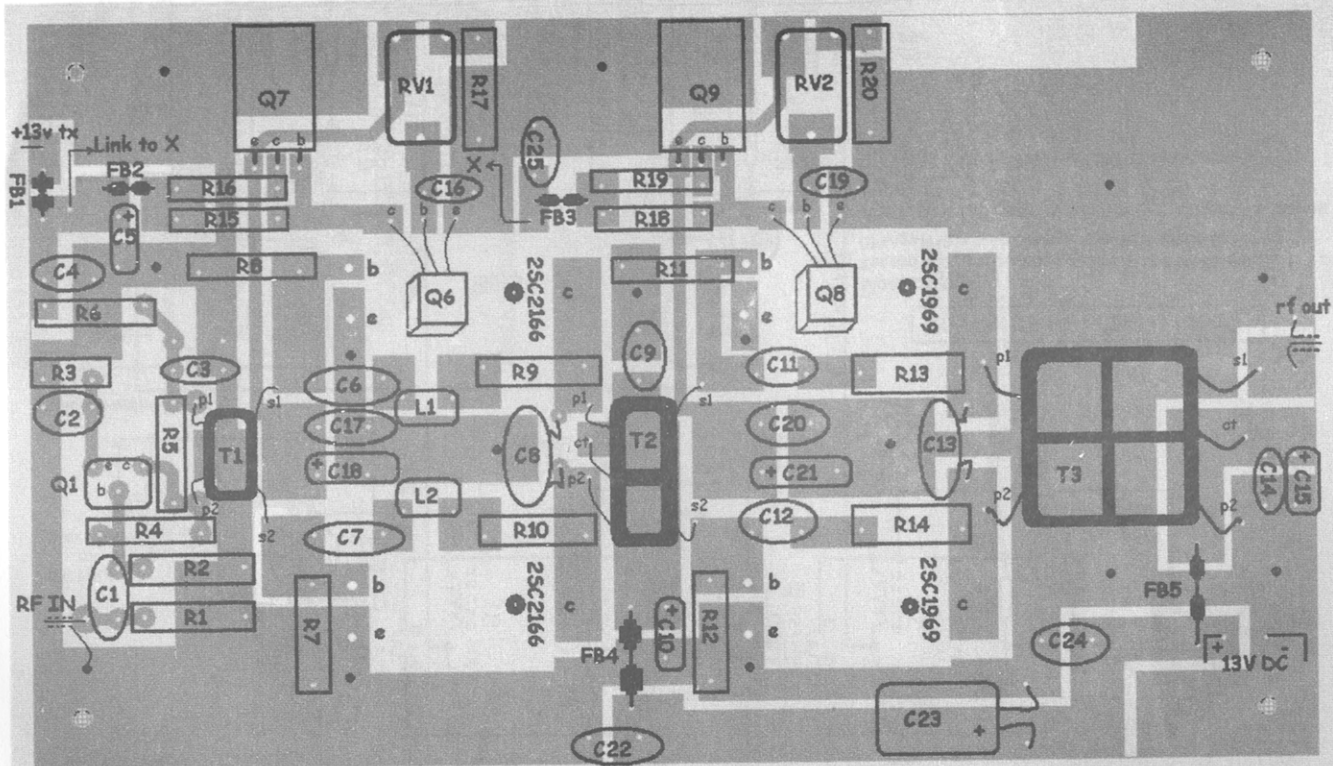 Q7
RV1
R17
Q9
RV2
R20
+13v tx
Link to X
e c b
C25
X
e c b
FB1
FB2
R16
C16
R19
C19
C5
+
R15
c b e
FB3
R18
c b e
C4
R8
b
Q6
2SC2166
c
R11
b
Q8
2SC1969
c
R6
e
e
rf out
R3
C3
C6
R9
C9
C11
R13
p1
s1
C2
p1
s1
L1
p1
s1
R5
C17
C8
ct
T2
C20
C13
T1
T3
ct
Q1
e c
b
+
C18
p2
+
C21
p2
C14
+
C15
p2
L2
p2
R4
s2
C7
R10
s2
C12
R14
R2
C1
b
2SC2166
c
b
2SC1969
c
FB5
RF IN
R1
R7
e
FB4
+
C10
R12
e
C24
+ -
13V DC
C23
+
C22